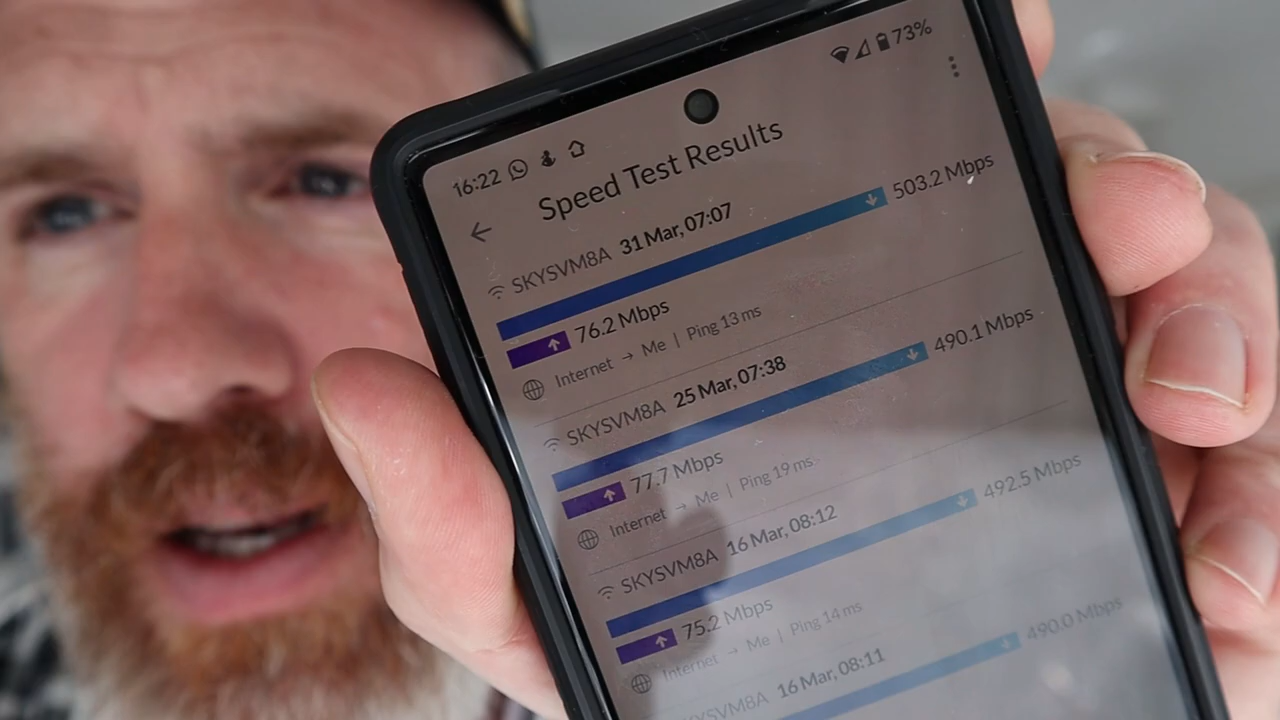 16:22 73%
Speed Test Results
SKYSVM8A 31 Mar, 07:07
503.2 Mbps
76.2 Mbps
Internet → Me | Ping 13 ms
SKYSVM8A 25 Mar, 07:38
490.1 Mbps
77.7 Mbps
Internet → Me | Ping 19 ms
SKYSVM8A 16 Mar, 08:12
492.5 Mbps
75.2 Mbps
Internet → Me | Ping 14 ms
SKYSVM8A 16 Mar, 08:11
490.0 Mbps